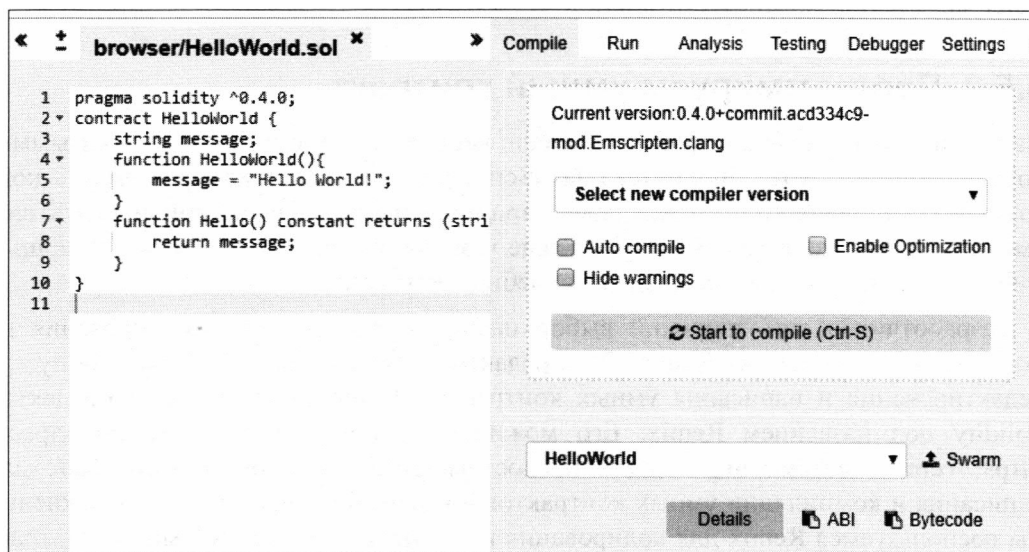 « ± browser/HelloWorld.sol ✖ » Compile Run Analysis Testing Debugger Settings
1 pragma solidity ^0.4.0;
2 contract HelloWorld {
3 string message;
4 function HelloWorld(){
5 message = "Hello World!";
6 }
7 function Hello() constant returns (stri
8 return message;
9 }
10 }
11
Current version:0.4.0+commit.acd334c9-
mod.Emscripten.clang
Select new compiler version
Auto compile Enable Optimization
Hide warnings
Start to compile (Ctrl-S)
HelloWorld Swarm
Details ABI Bytecode